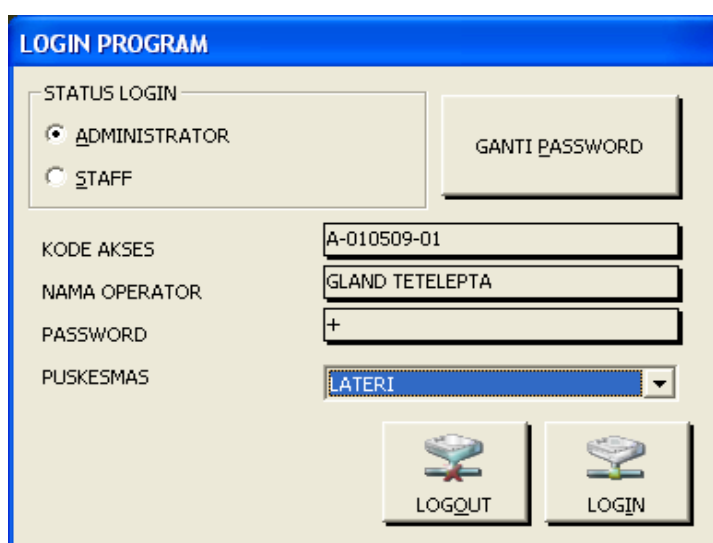 LOGIN PROGRAM
STATUS LOGIN
ADMINISTRATOR
STAFF
GANTI PASSWORD
KODE AKSES A-010509-01
NAMA OPERATOR GLAND TETELEPTA
PASSWORD +
PUSKESMAS LATERI
LOGOUT LOGIN